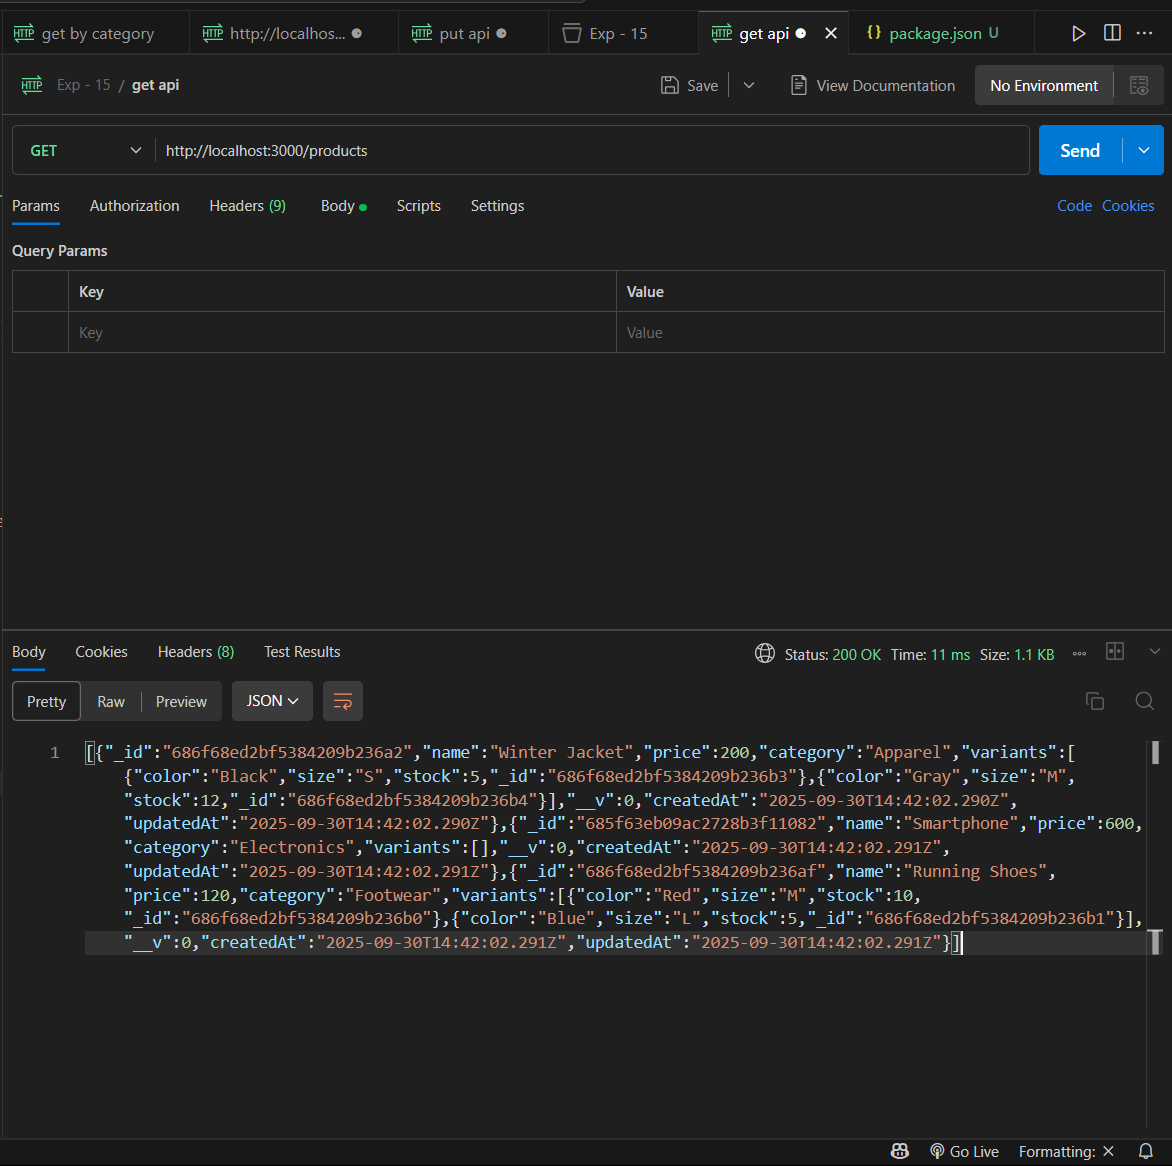 get by category
http://localhos...
put api
Exp - 15
get api
{} package.json U
Exp - 15 / get api
Save
View Documentation
No Environment
GET
http://localhost:3000/products
Send
Params
Authorization
Headers (9)
Body
Scripts
Settings
Code
Cookies
Query Params
Key
Value
Key
Value
Body
Cookies
Headers (8)
Test Results
Status: 200 OK Time: 11 ms Size: 1.1 KB
Pretty
Raw
Preview
JSON
1 [{"_id":"686f68ed2bf5384209b236a2","name":"Winter Jacket","price":200,"category":"Apparel","variants":[
{"color":"Black","size":"S","stock":5,"_id":"686f68ed2bf5384209b236b3"},{"color":"Gray","size":"M",
"stock":12,"_id":"686f68ed2bf5384209b236b4"}],"__v":0,"createdAt":"2025-09-30T14:42:02.290Z",
"updatedAt":"2025-09-30T14:42:02.290Z"},{"_id":"685f63eb09ac2728b3f11082","name":"Smartphone","price":600,
"category":"Electronics","variants":[],"__v":0,"createdAt":"2025-09-30T14:42:02.291Z",
"updatedAt":"2025-09-30T14:42:02.291Z"},{"_id":"686f68ed2bf5384209b236af","name":"Running Shoes",
"price":120,"category":"Footwear","variants":[{"color":"Red","size":"M","stock":10,
"_id":"686f68ed2bf5384209b236b0"},{"color":"Blue","size":"L","stock":5,"_id":"686f68ed2bf5384209b236b1"}],
"__v":0,"createdAt":"2025-09-30T14:42:02.291Z","updatedAt":"2025-09-30T14:42:02.291Z"}]
Go Live
Formatting: ×